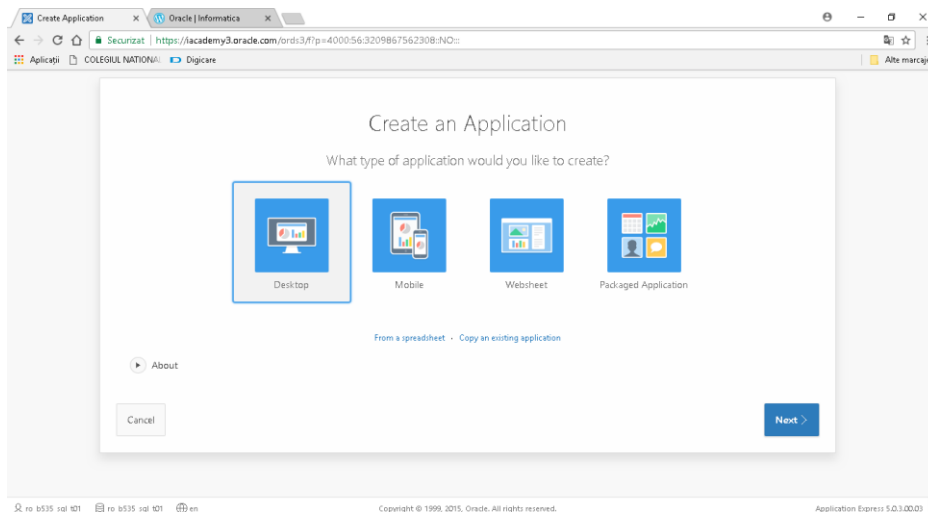 Create Application
Oracle | Informatica
Securizat | https://iacademy3.oracle.com/ords3/f?p=4000:56:3209867562308::NO:::
Aplicații COLEGIUL NATIONAL Digicare Alte marcaje
Create an Application
What type of application would you like to create?
Desktop Mobile Websheet Packaged Application
From a spreadsheet - Copy an existing application
About
Cancel Next
ro_b535_sql_t01 ro_b535_sql_t01 en Copyright © 1999, 2015, Oracle. All rights reserved. Application Express 5.0.3.00.03